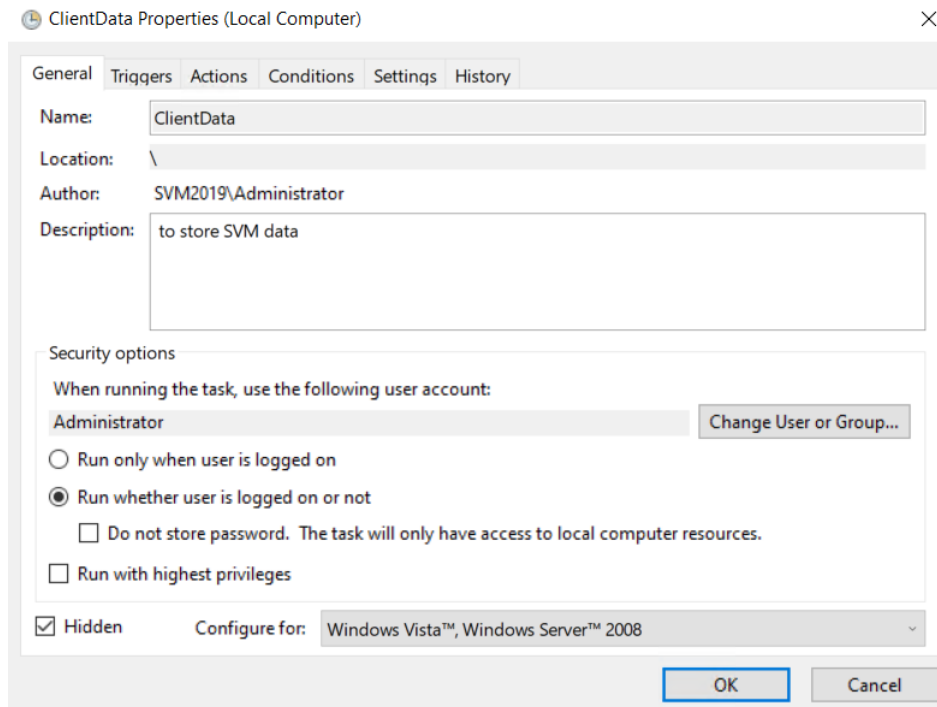 ClientData Properties (Local Computer)
General Triggers Actions Conditions Settings History
Name: ClientData
Location: \
Author: SVM2019\Administrator
Description: to store SVM data
Security options
When running the task, use the following user account:
Administrator Change User or Group...
Run only when user is logged on
Run whether user is logged on or not
Do not store password. The task will only have access to local computer resources.
Run with highest privileges
Hidden Configure for: Windows Vista™, Windows Server™ 2008
OK Cancel